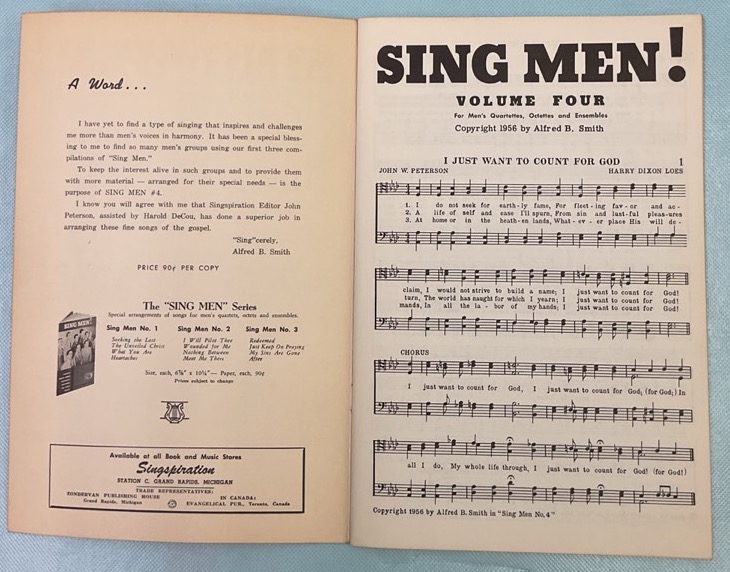 A Word...
I have yet to find a type of singing that inspires and challenges
me more than men's voices in harmony. It has been a special bless-
ing to me to find so many men's groups using our first three com-
pilations of "Sing Men."
To keep the interest alive in such groups and to provide them
with more material — arranged for their special needs — is the
purpose of SING MEN #4.
I know you will agree with me that Singspiration Editor John
Peterson, assisted by Harold DeCou, has done a superior job in
arranging these fine songs of the gospel.
"Sing"cerely,
Alfred B. Smith
PRICE 90¢ PER COPY
The "SING MEN" Series
Special arrangements of songs for men's quartets, octets and ensembles.
SING MEN!
Sing Men No. 1 Sing Men No. 2 Sing Men No. 3
Seeking the Lost I Will Pilot Thee Redeemed
The Unveiled Christ Wounded for Me Just Keep On Praying
What You Are Nothing Between My Sins Are Gone
Heartaches Meet Me There After
Size, each, 6⅞" x 10¼"— Paper, each, 90¢
Prices subject to change
Available at all Book and Music Stores
Singspiration
STATION C, GRAND RAPIDS, MICHIGAN
TRADE REPRESENTATIVES:
ZONDERVAN PUBLISHING HOUSE IN CANADA:
Grand Rapids, Michigan EVANGELICAL PUB., Toronto, Canada
SING MEN!
VOLUME FOUR
For Men's Quartettes, Octettes and Ensembles
Copyright 1956 by Alfred B. Smith
I JUST WANT TO COUNT FOR GOD 1
JOHN W. PETERSON HARRY DIXON LOES
1. I do not seek for earth-ly fame, For fleet-ing fav-or and ac-
2. A life of self and ease I'll spurn, From sin and lust-ful pleas-ures
3. At home or in the heath-en lands, What-ev-er place His will de-
claim, I would not strive to build a name; I just want to count for God!
turn, The world has naught for which I yearn; I just want to count for God!
mands, In all the la-bor of my hands; I just want to count for God!
CHORUS
I just want to count for God, I just want to count for God; (for God;) In
all I do, My whole life through, I just want to count for God! (for God!)
Copyright 1956 by Alfred B. Smith in "Sing Men No. 4"